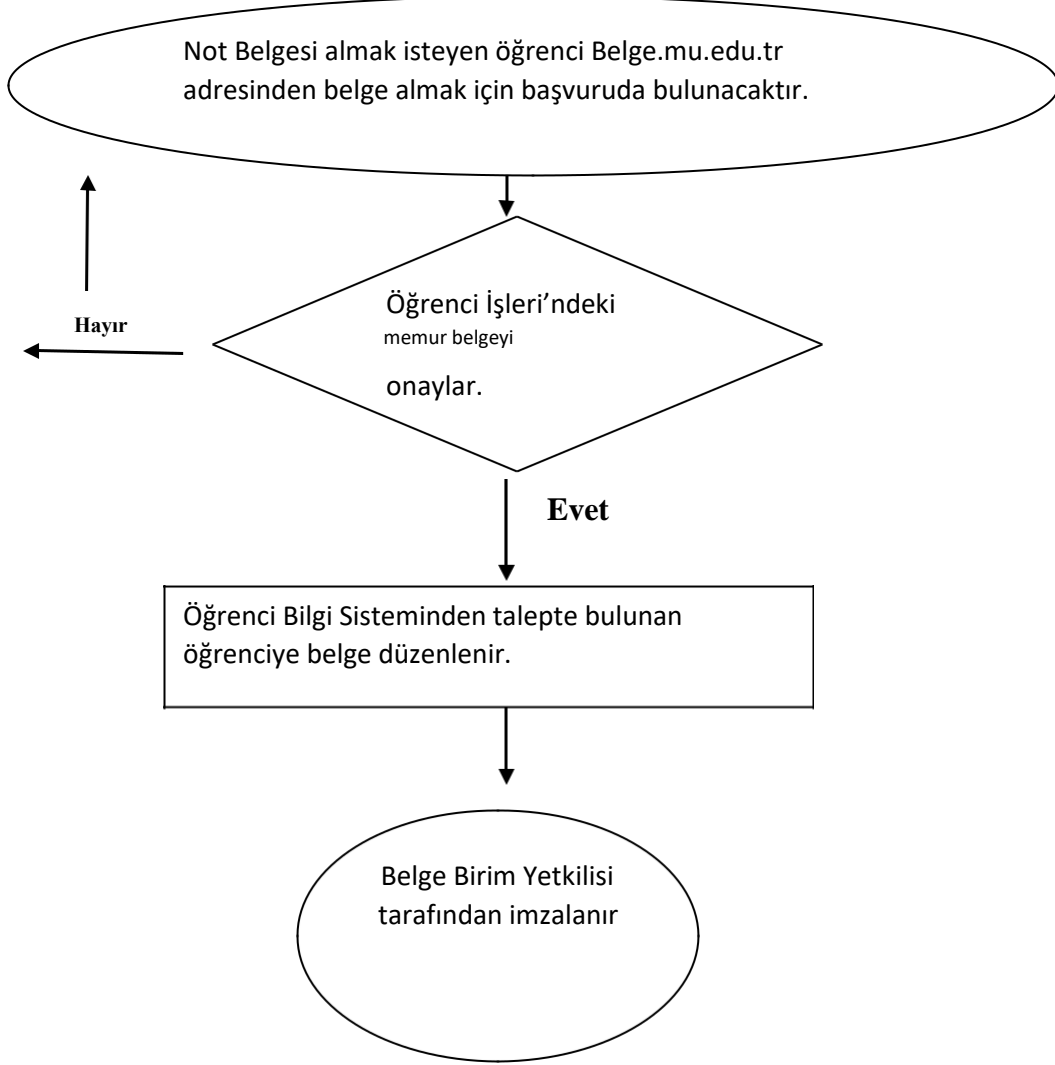 Not Belgesi almak isteyen öğrenci Belge.mu.edu.tr
adresinden belge almak için başvuruda bulunacaktır.
Öğrenci İşleri’ndeki
memur belgeyi
onaylar.
Hayır
Evet
Öğrenci Bilgi Sisteminden talepte bulunan
öğrenciye belge düzenlenir.
Belge Birim Yetkilisi
tarafından imzalanır